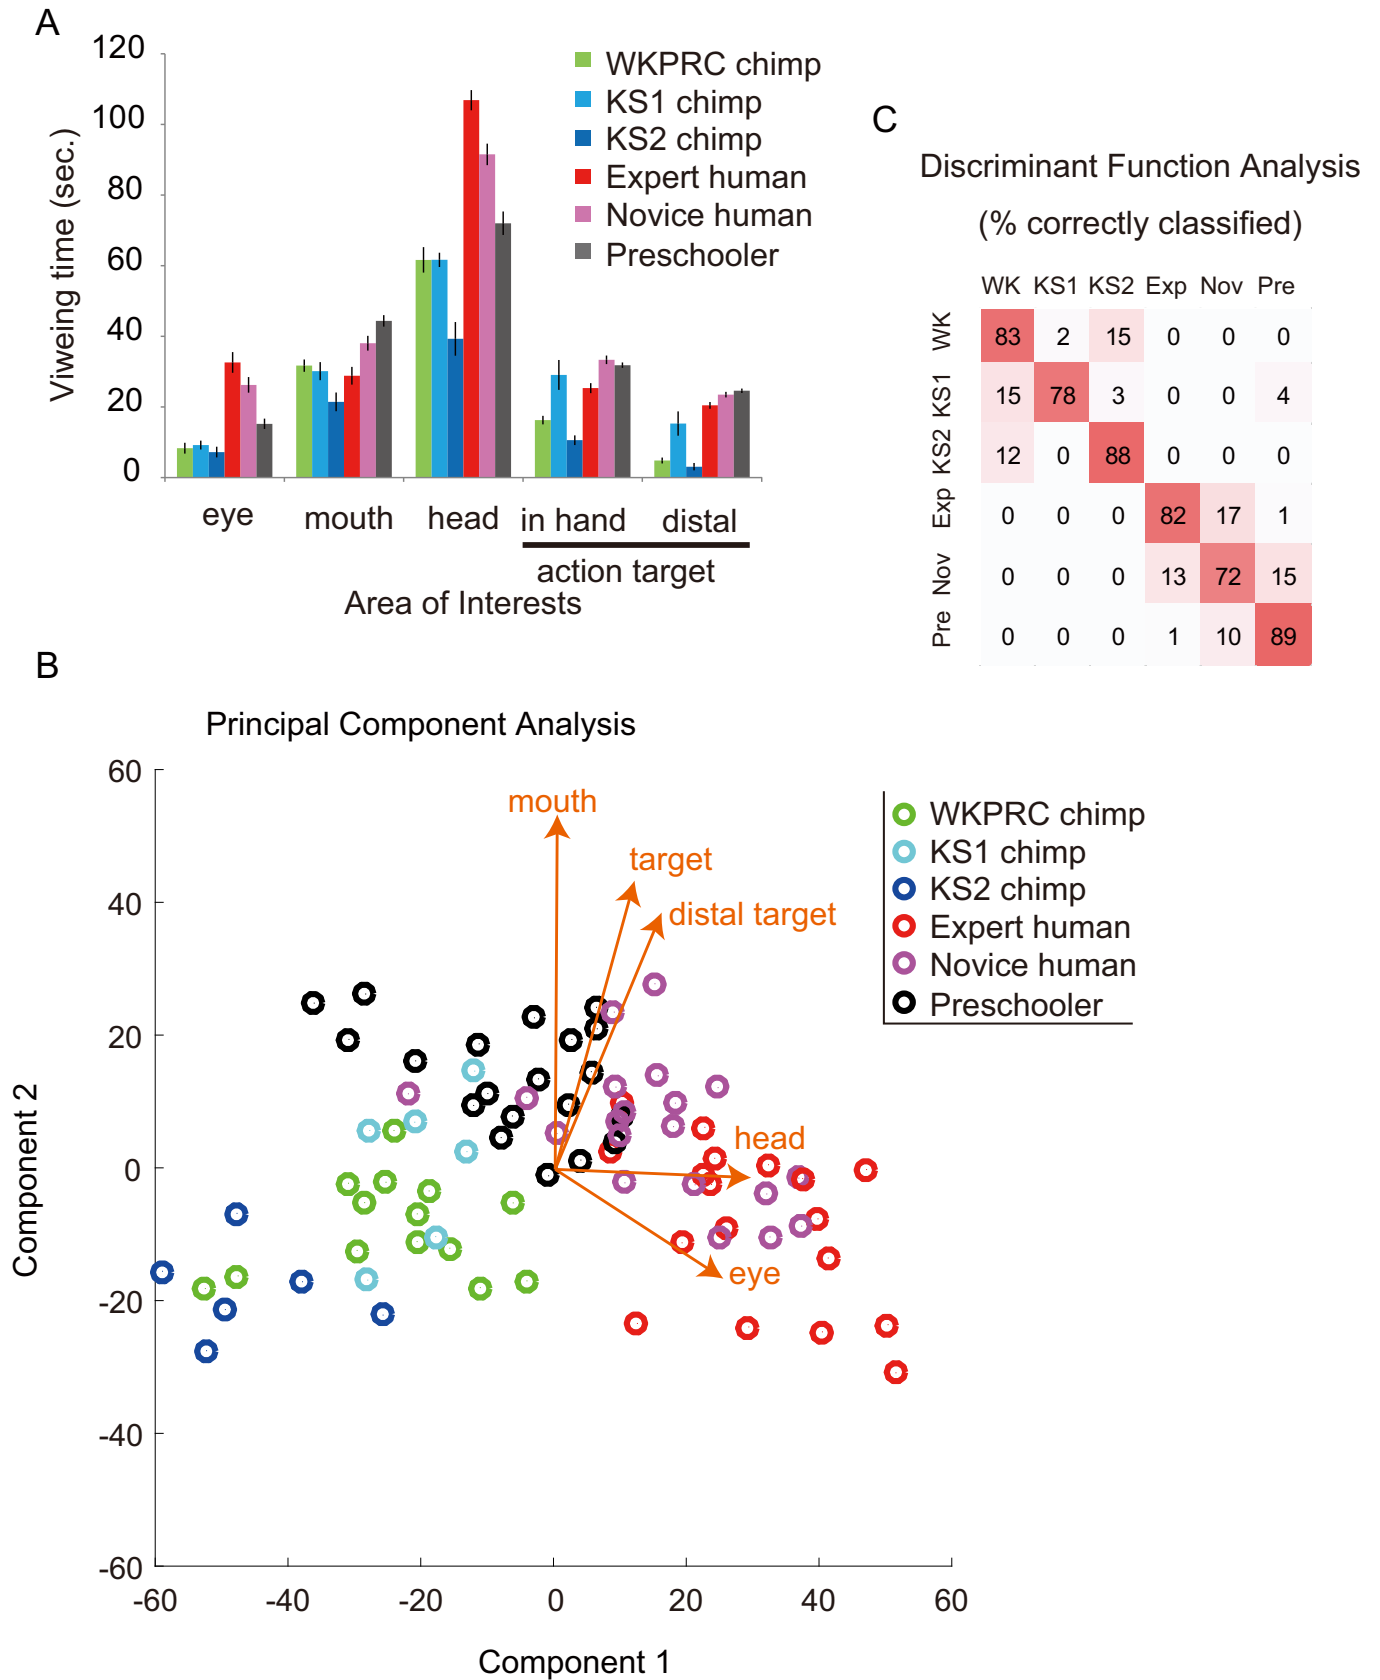 A
120
100
80
60
40
20
0
Viweing time (sec.)
WKPRC chimp
KS1 chimp
KS2 chimp
Expert human
Novice human
Preschooler
eye
mouth
head
in hand
distal
action target
Area of Interests
C
Discriminant Function Analysis
(% correctly classified)
WK KS1 KS2 Exp Nov Pre
WK 83 2 15 0 0 0
KS1 15 78 3 0 0 4
KS2 12 0 88 0 0 0
Exp 0 0 0 82 17 1
Nov 0 0 0 13 72 15
Pre 0 0 0 1 10 89
B
Principal Component Analysis
60
40
20
0
-20
-40
-60
Component 2
mouth
target
distal target
head
eye
WKPRC chimp
KS1 chimp
KS2 chimp
Expert human
Novice human
Preschooler
-60 -40 -20 0 20 40 60
Component 1